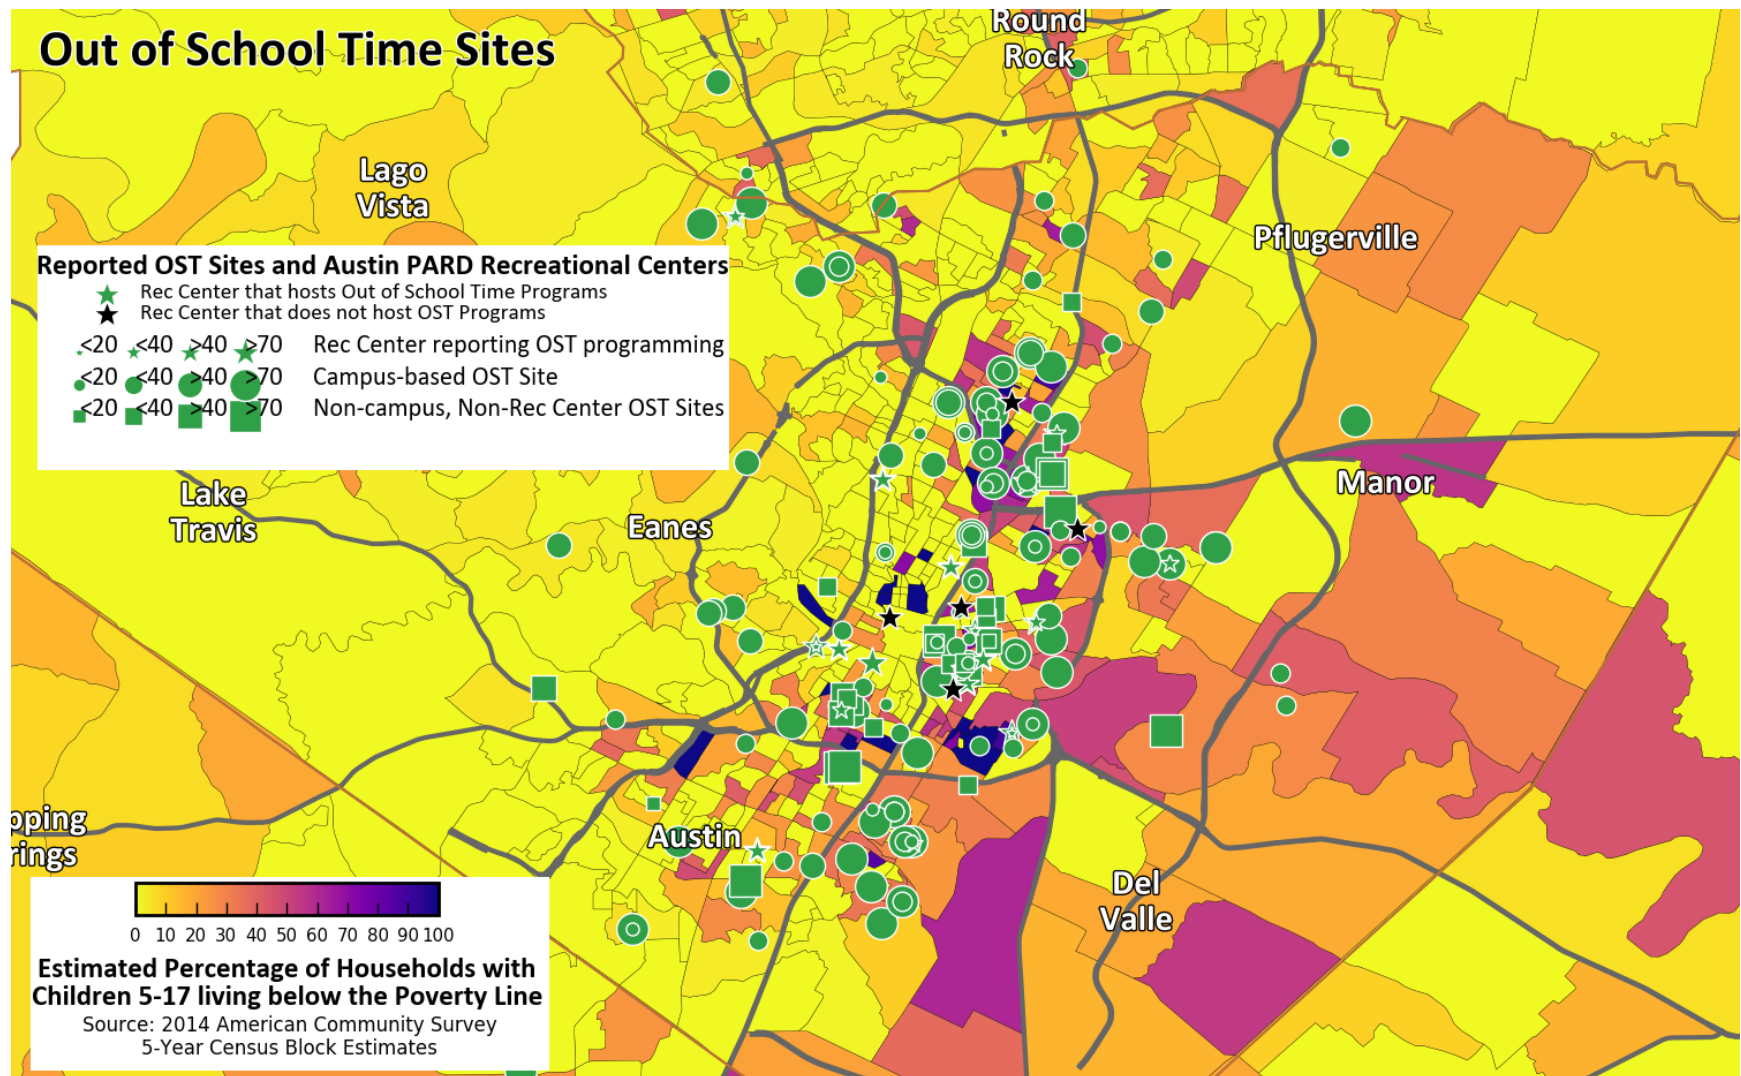 Out of School Time Sites
Round
Rock
Lago
Vista
Pflugerville
Reported OST Sites and Austin PARD Recreational Centers
Rec Center that hosts Out of School Time Programs
Rec Center that does not host OST Programs
<20 <40 >40 >70 Rec Center reporting OST programming
<20 <40 >40 >70 Campus-based OST Site
<20 <40 >40 >70 Non-campus, Non-Rec Center OST Sites
Manor
Lake
Travis
Eanes
pping
rings
Austin
Del
Valle
0 10 20 30 40 50 60 70 80 90 100
Estimated Percentage of Households with
Children 5-17 living below the Poverty Line
Source: 2014 American Community Survey
5-Year Census Block Estimates